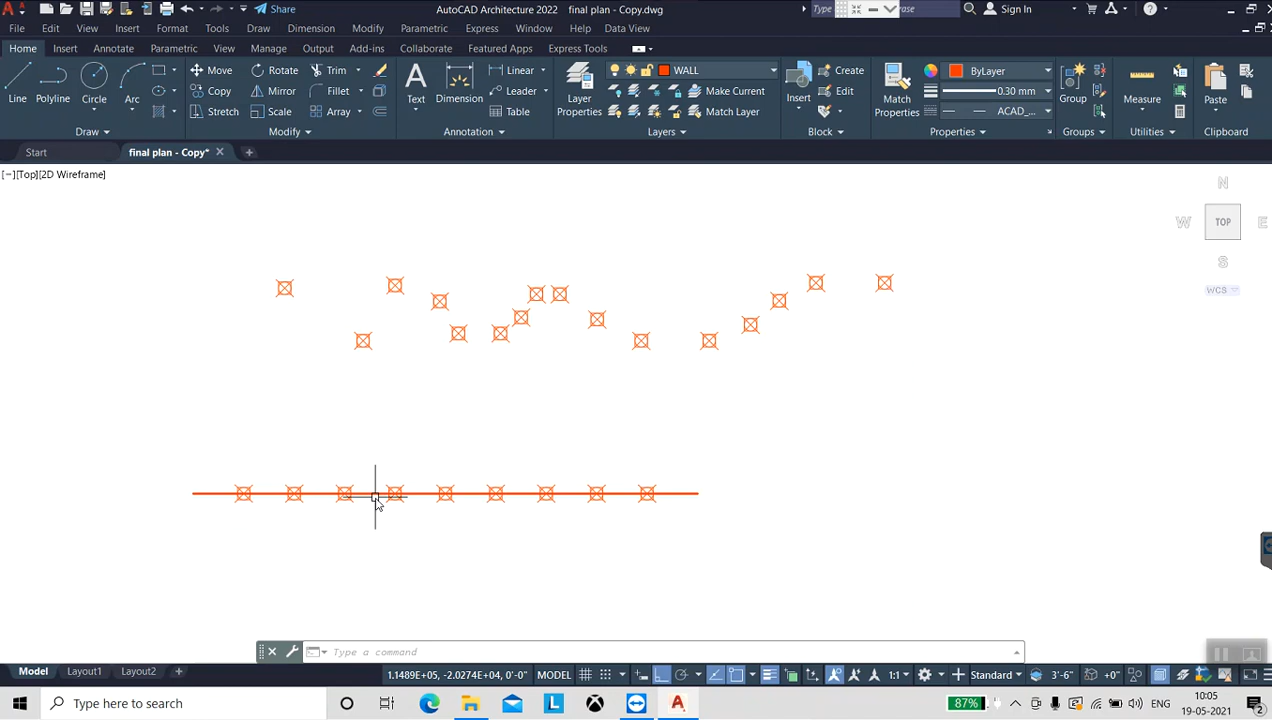 AutoCAD Architecture 2022 final plan - Copy.dwg
Share
Type
rase
Sign In
File Edit View Insert Format Tools Draw Dimension Modify Parametric Express Window Help Data View
Home Insert Annotate Parametric View Manage Output Add-ins Collaborate Featured Apps Express Tools
Line
Polyline
Circle
Arc
Move
Rotate
Trim
Copy
Mirror
Fillet
Stretch
Scale
Array
Text
Dimension
Linear
Leader
Table
Layer
Properties
WALL
Make Current
Match Layer
Insert
Create
Edit
Match
Properties
ByLayer
0.30 mm
ACAD_...
Group
Measure
Paste
Draw
Modify
Annotation
Layers
Block
Properties
Groups
Utilities
Clipboard
Start
final plan - Copy*
[−][Top][2D Wireframe]
N
W
TOP
E
S
WCS
Type a command
Model Layout1 Layout2
1.1489E+05, -2.0274E+04, 0'-0" MODEL
1:1
Standard
3'-6"
+0"
Type here to search
87%
10:05
19-05-2021
2